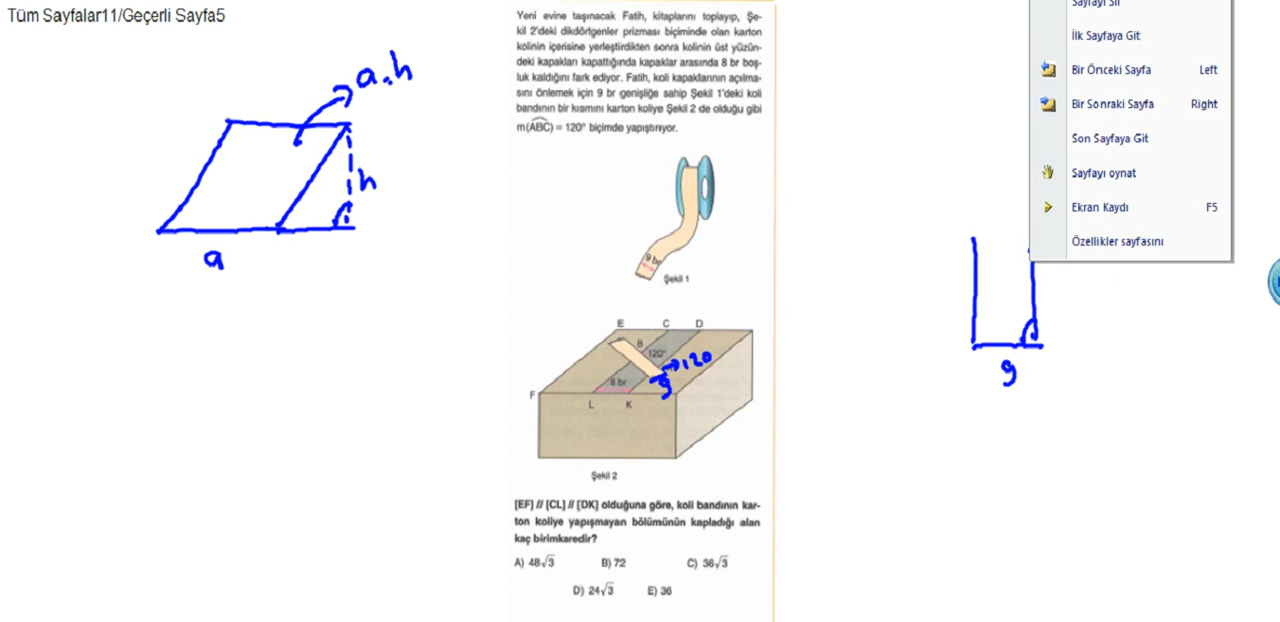 Tüm Sayfalar11/Geçerli Sayfa5
Yeni evine taşınacak Fatih, kitaplarını toplayıp, Şe-
kil 2'deki dikdörtgenler prizması biçiminde olan karton
kolinin içerisine yerleştirdikten sonra kolinin üst yüzün-
deki kapakları kapattığında kapaklar arasında 8 br boş-
luk kaldığını fark ediyor. Fatih, koli kapaklarının açılma-
sını önlemek için 9 br genişliğe sahip Şekil 1'deki koli
bandının bir kısmını karton koliye Şekil 2 de olduğu gibi
m(ABC) = 120° biçimde yapıştırıyor.
a.h
h
a
9 br
Şekil 1
E
C
D
B
120°
120
9
8 br
F
L
K
Şekil 2
[EF] // [CL] // [DK] olduğuna göre, koli bandının kar-
ton koliye yapışmayan bölümünün kapladığı alan
kaç birimkaredir?
A) 48√3
B) 72
C) 36√3
D) 24√3
E) 36
Sayfayı Sil
İlk Sayfaya Git
Bir Önceki Sayfa Left
Bir Sonraki Sayfa Right
Son Sayfaya Git
Sayfayı oynat
Ekran Kaydı F5
Özellikler sayfasını
9